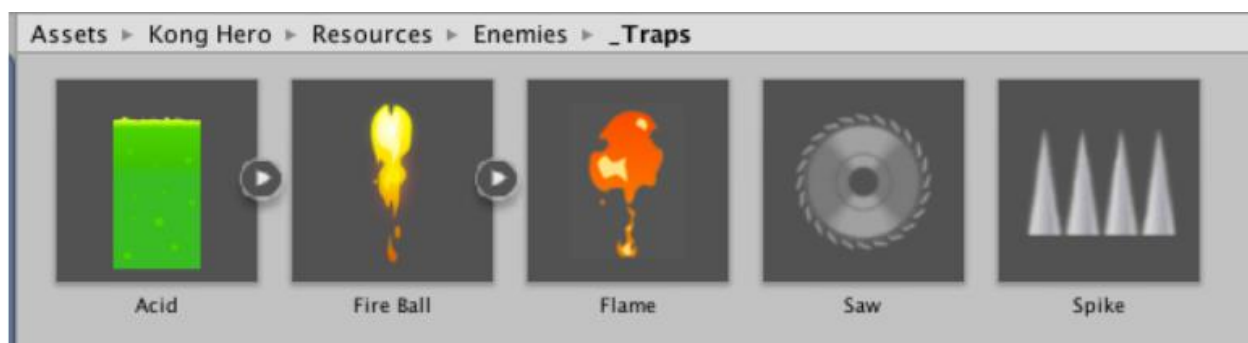 Assets ▸ Kong Hero ▸ Resources ▸ Enemies ▸ _Traps
Acid Fire Ball Flame Saw Spike